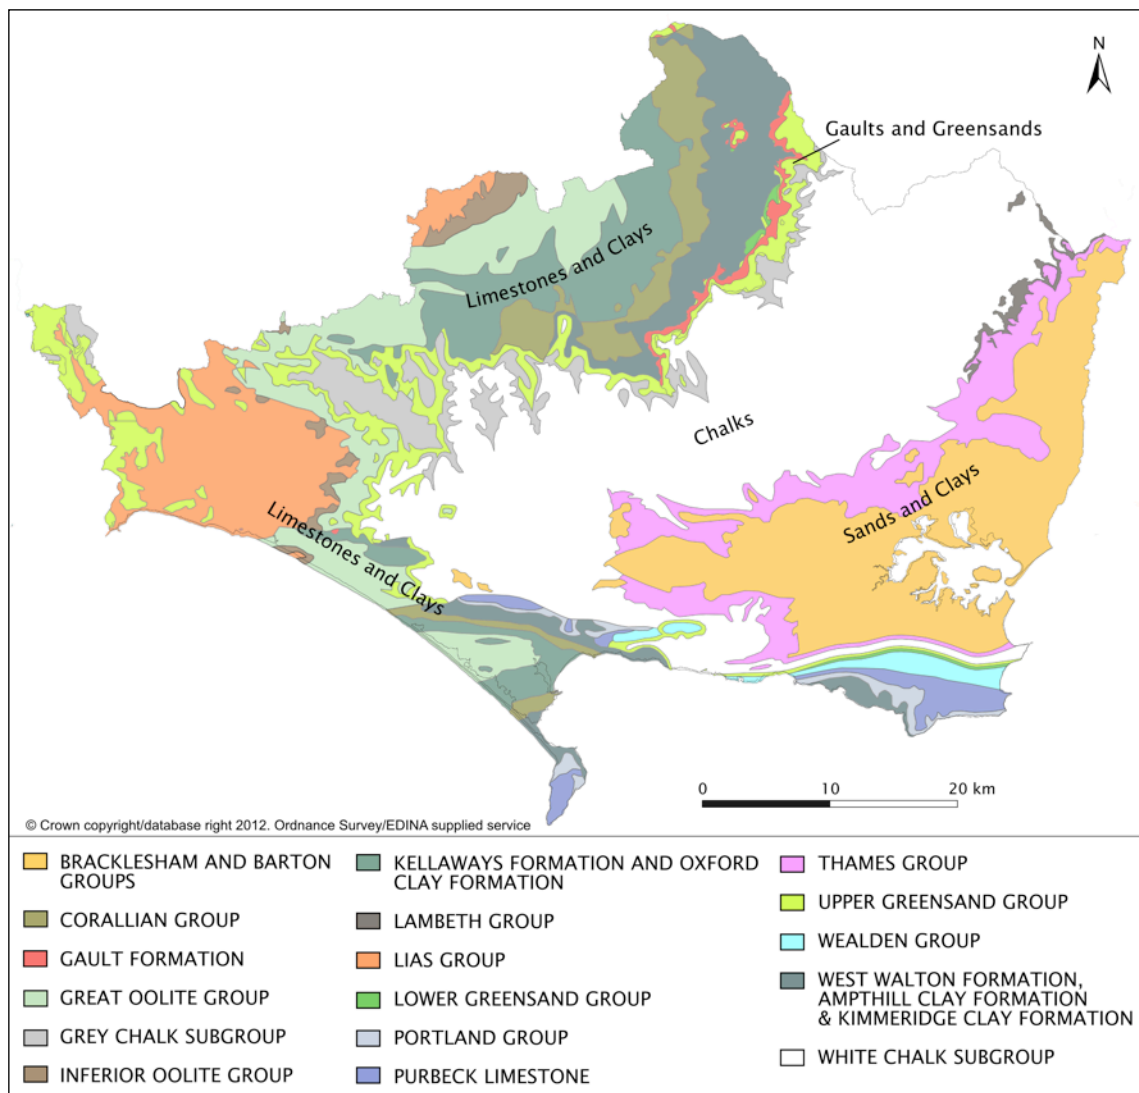 N
Gaults and Greensands
Limestones and Clays
Chalks
Sands and Clays
Limestones and Clays
0 10 20 km
© Crown copyright/database right 2012. Ordnance Survey/EDINA supplied service
BRACKLESHAM AND BARTON
GROUPS
CORALLIAN GROUP
GAULT FORMATION
GREAT OOLITE GROUP
GREY CHALK SUBGROUP
INFERIOR OOLITE GROUP
KELLAWAYS FORMATION AND OXFORD
CLAY FORMATION
LAMBETH GROUP
LIAS GROUP
LOWER GREENSAND GROUP
PORTLAND GROUP
PURBECK LIMESTONE
THAMES GROUP
UPPER GREENSAND GROUP
WEALDEN GROUP
WEST WALTON FORMATION,
AMPTHILL CLAY FORMATION
& KIMMERIDGE CLAY FORMATION
WHITE CHALK SUBGROUP